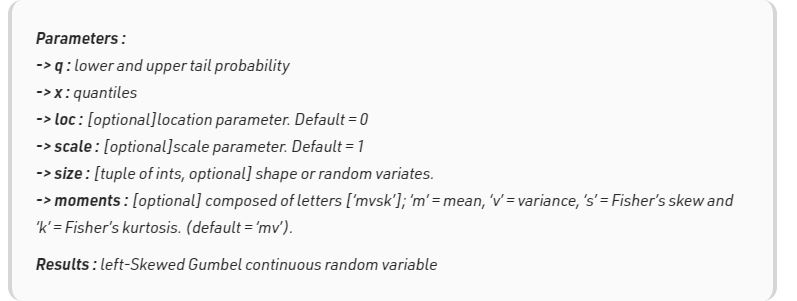 Parameters :
-> q : lower and upper tail probability
-> x : quantiles
-> loc : [optional]location parameter. Default = 0
-> scale : [optional]scale parameter. Default = 1
-> size : [tuple of ints, optional] shape or random variates.
-> moments : [optional] composed of letters [‘mvsk’]; ‘m’ = mean, ‘v’ = variance, ‘s’ = Fisher’s skew and
‘k’ = Fisher’s kurtosis. (default = ‘mv’).
Results : left-Skewed Gumbel continuous random variable